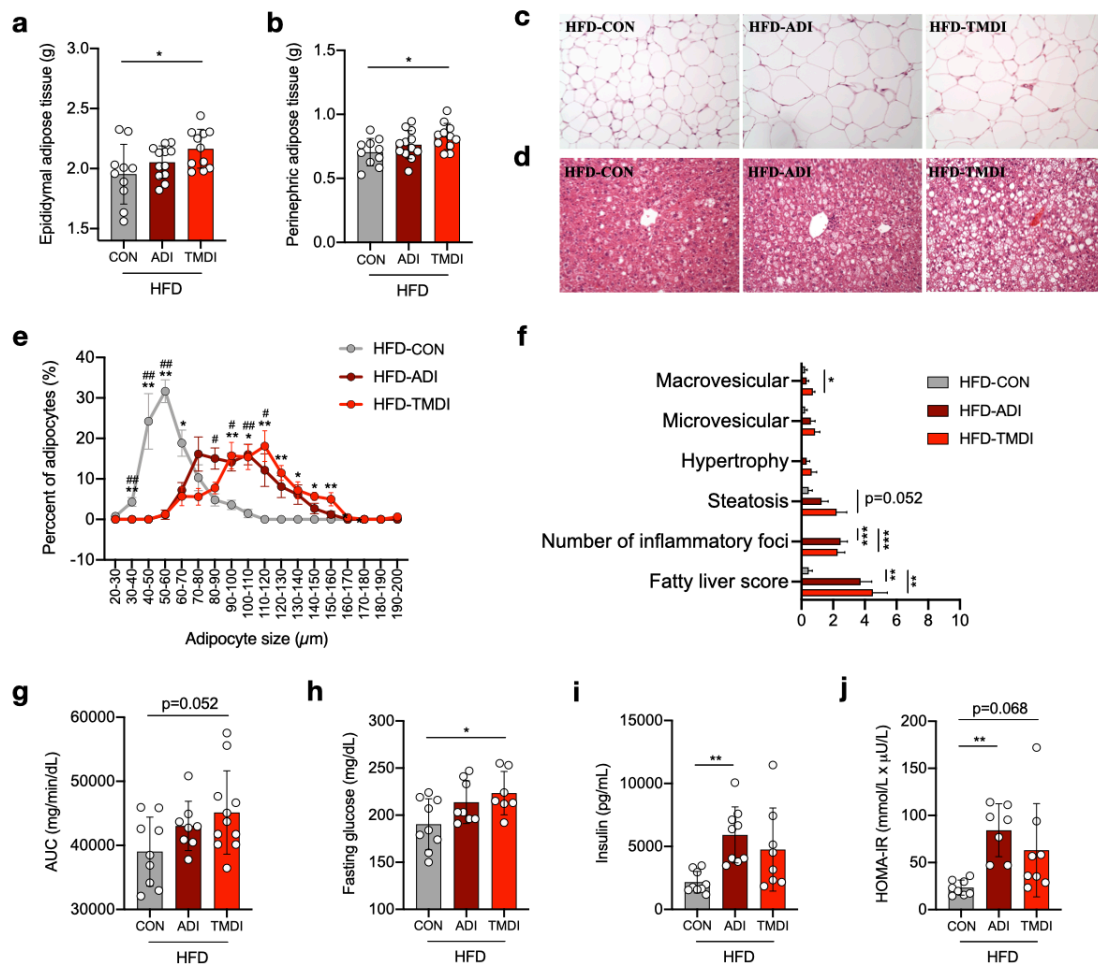 a
Epididymal adipose tissue (g)
3.0
2.5
2.0
1.5
*
CON ADI TMDI
HFD
b
Perinephric adipose tissue (g)
1.5
1.0
0.5
0.0
*
CON ADI TMDI
HFD
c
HFD-CON HFD-ADI HFD-TMDI
d
HFD-CON HFD-ADI HFD-TMDI
e
Perccent of adipocytes (%)
40
30
20
10
0
-10
##
**
##
**
##
**
*
#
#
**
##
*
#
**
**
*
*
**
HFD-CON
HFD-ADI
HFD-TMDI
20-30
30-40
40-50
50-60
60-70
70-80
80-90
90-100
100-110
110-120
120-130
130-140
140-150
150-160
160-170
170-180
180-190
190-200
Adipocyte size (µm)
f
Macrovesicular
Microvesicular
Hypertrophy
Steatosis
Number of inflammatory foci
Fatty liver score
*
p=0.052
***
***
**
**
0 2 4 6 8 10
HFD-CON
HFD-ADI
HFD-TMDI
g
AUC (mg/min/dL)
60000
50000
40000
30000
p=0.052
CON ADI TMDI
HFD
h
Fasting glucose (mg/dL)
300
250
200
150
100
*
CON ADI TMDI
HFD
i
Insulin (pg/mL)
15000
10000
5000
0
**
CON ADI TMDI
HFD
j
HOMA-IR (mmol/L x µU/L)
200
150
100
50
0
p=0.068
**
CON ADI TMDI
HFD